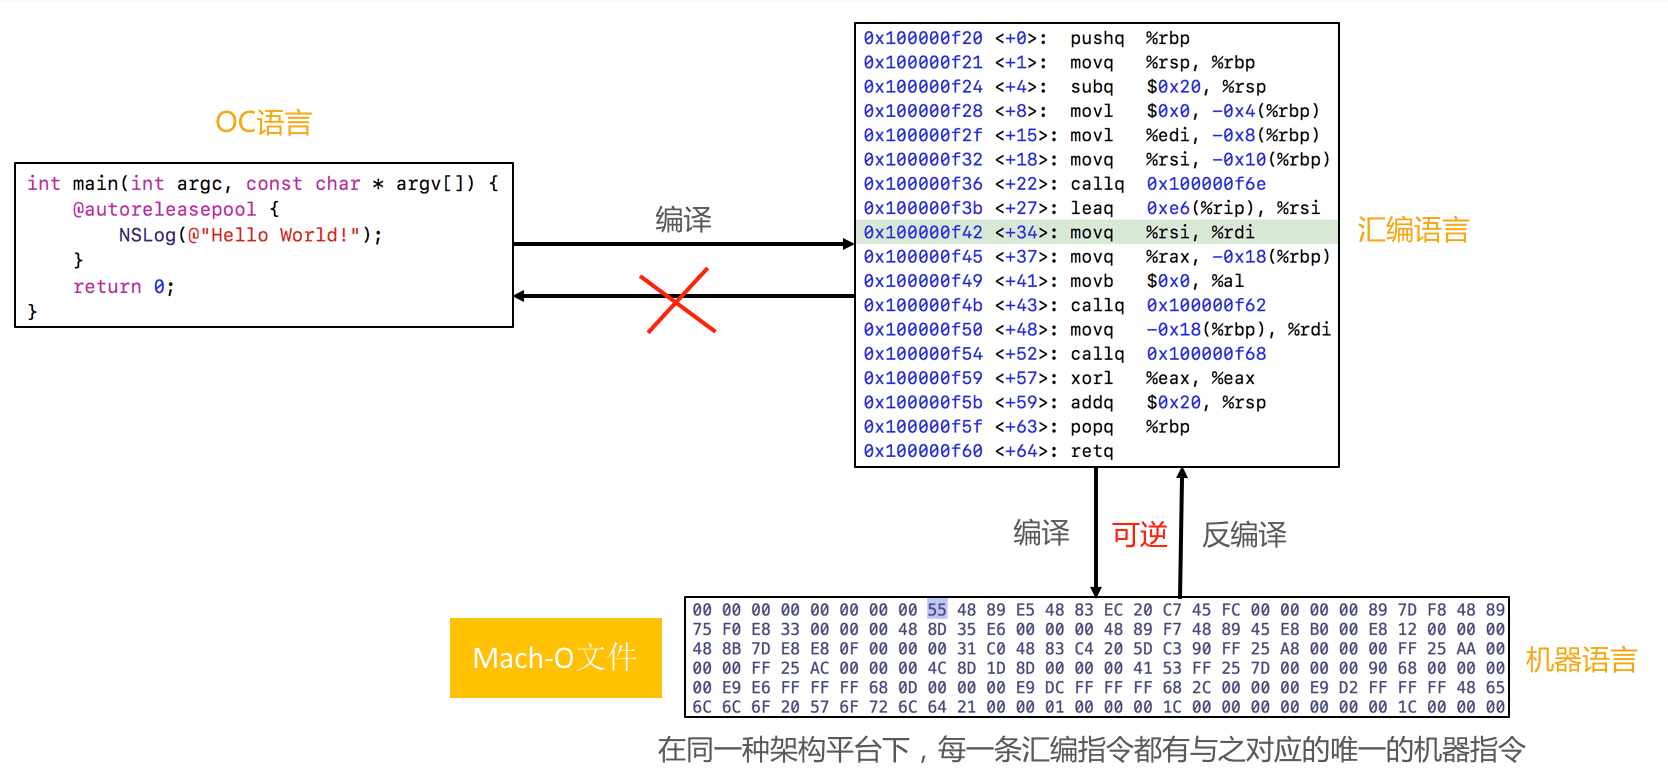 OC语言
int main(int argc, const char * argv[]) {
@autoreleasepool {
NSLog(@"Hello World!");
}
return 0;
}
编译
0x100000f20 <+0>: pushq %rbp
0x100000f21 <+1>: movq %rsp, %rbp
0x100000f24 <+4>: subq $0x20, %rsp
0x100000f28 <+8>: movl $0x0, -0x4(%rbp)
0x100000f2f <+15>: movl %edi, -0x8(%rbp)
0x100000f32 <+18>: movq %rsi, -0x10(%rbp)
0x100000f36 <+22>: callq 0x100000f6e
0x100000f3b <+27>: leaq 0xe6(%rip), %rsi
0x100000f42 <+34>: movq %rsi, %rdi
0x100000f45 <+37>: movq %rax, -0x18(%rbp)
0x100000f49 <+41>: movb $0x0, %al
0x100000f4b <+43>: callq 0x100000f62
0x100000f50 <+48>: movq -0x18(%rbp), %rdi
0x100000f54 <+52>: callq 0x100000f68
0x100000f59 <+57>: xorl %eax, %eax
0x100000f5b <+59>: addq $0x20, %rsp
0x100000f5f <+63>: popq %rbp
0x100000f60 <+64>: retq
汇编语言
编译
可逆
反编译
Mach-O文件
00 00 00 00 00 00 00 00 55 48 89 E5 48 83 EC 20 C7 45 FC 00 00 00 00 89 7D F8 48 89
75 F0 E8 33 00 00 00 48 8D 35 E6 00 00 00 48 89 F7 48 89 45 E8 B0 00 E8 12 00 00 00
48 8B 7D E8 E8 0F 00 00 00 31 C0 48 83 C4 20 5D C3 90 FF 25 A8 00 00 00 FF 25 AA 00
00 00 FF 25 AC 00 00 00 4C 8D 1D 8D 00 00 00 41 53 FF 25 7D 00 00 00 90 68 00 00 00
00 E9 E6 FF FF FF 68 0D 00 00 00 E9 DC FF FF FF 68 2C 00 00 00 E9 D2 FF FF FF 48 65
6C 6C 6F 20 57 6F 72 6C 64 21 00 00 01 00 00 00 1C 00 00 00 00 00 00 00 1C 00 00 00
机器语言
在同一种架构平台下，每一条汇编指令都有与之对应的唯一的机器指令